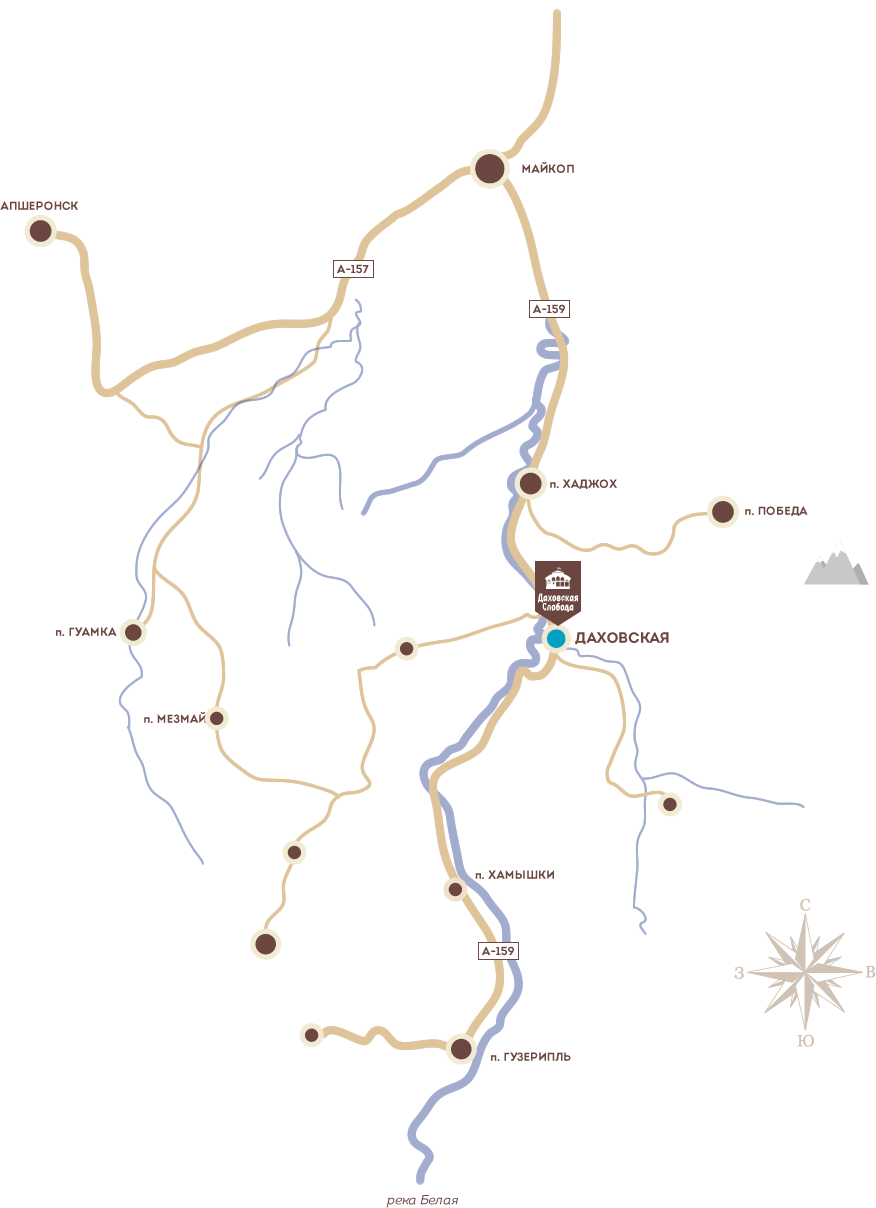 МАЙКОП
АПШЕРОНСК
А-157
А-159
п. ХАДЖОХ
п. ПОБЕДА
Даховская
Слобода
п. ГУАМКА
ДАХОВСКАЯ
п. МЕЗМАЙ
п. ХАМЫШКИ
С
А-159
З
В
Ю
п. ГУЗЕРИПЛЬ
река Белая